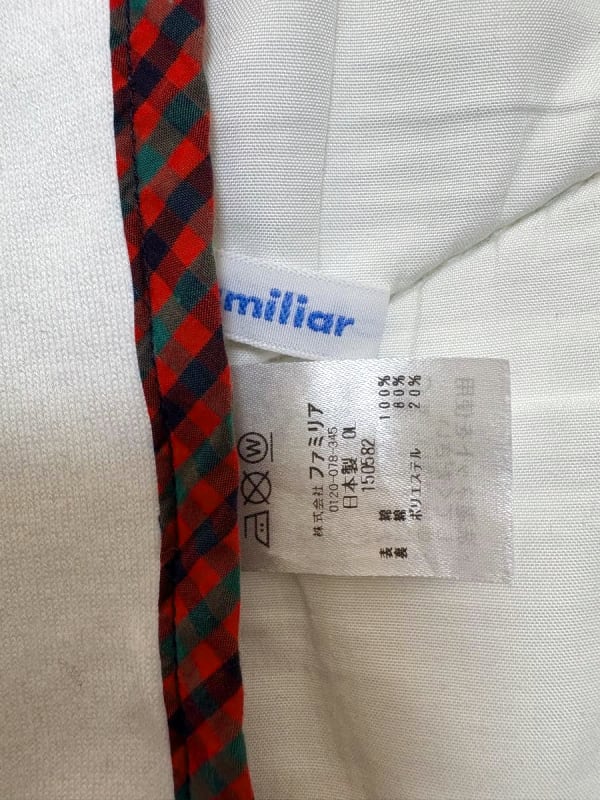 miliar
表 綿 100%
裏 綿 80%
ポリエステル 20%
150582
日本製 OL
0120-078-345
株式会社 ファミリア
W